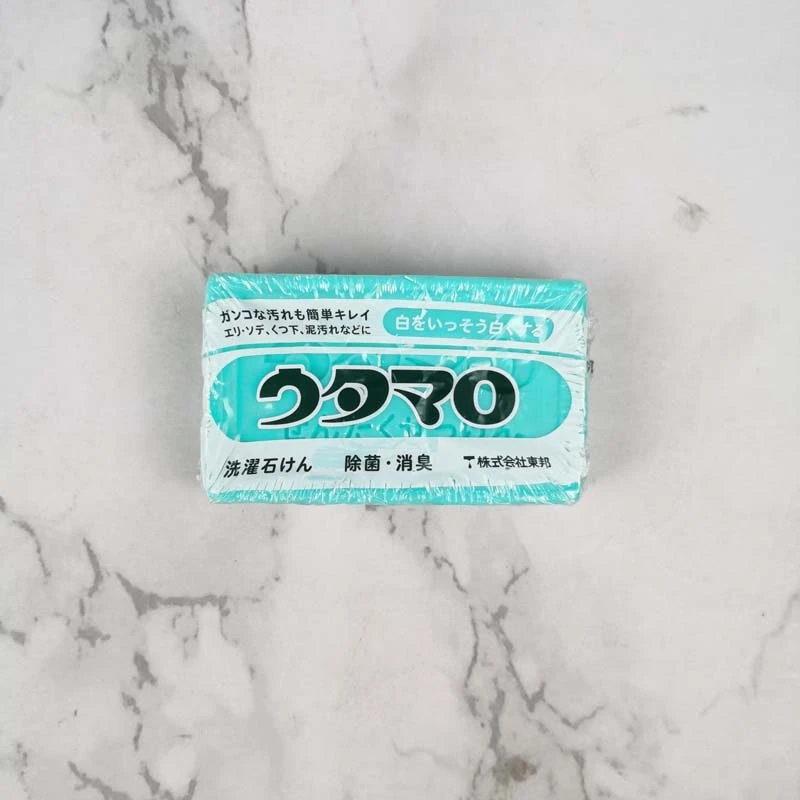 ガンコな汚れも簡単キレイ
エリ・ソデ、くつ下、泥汚れなどに
白をいっそう白くする
ウタマロ
洗濯石けん 除菌・消臭 株式会社東邦